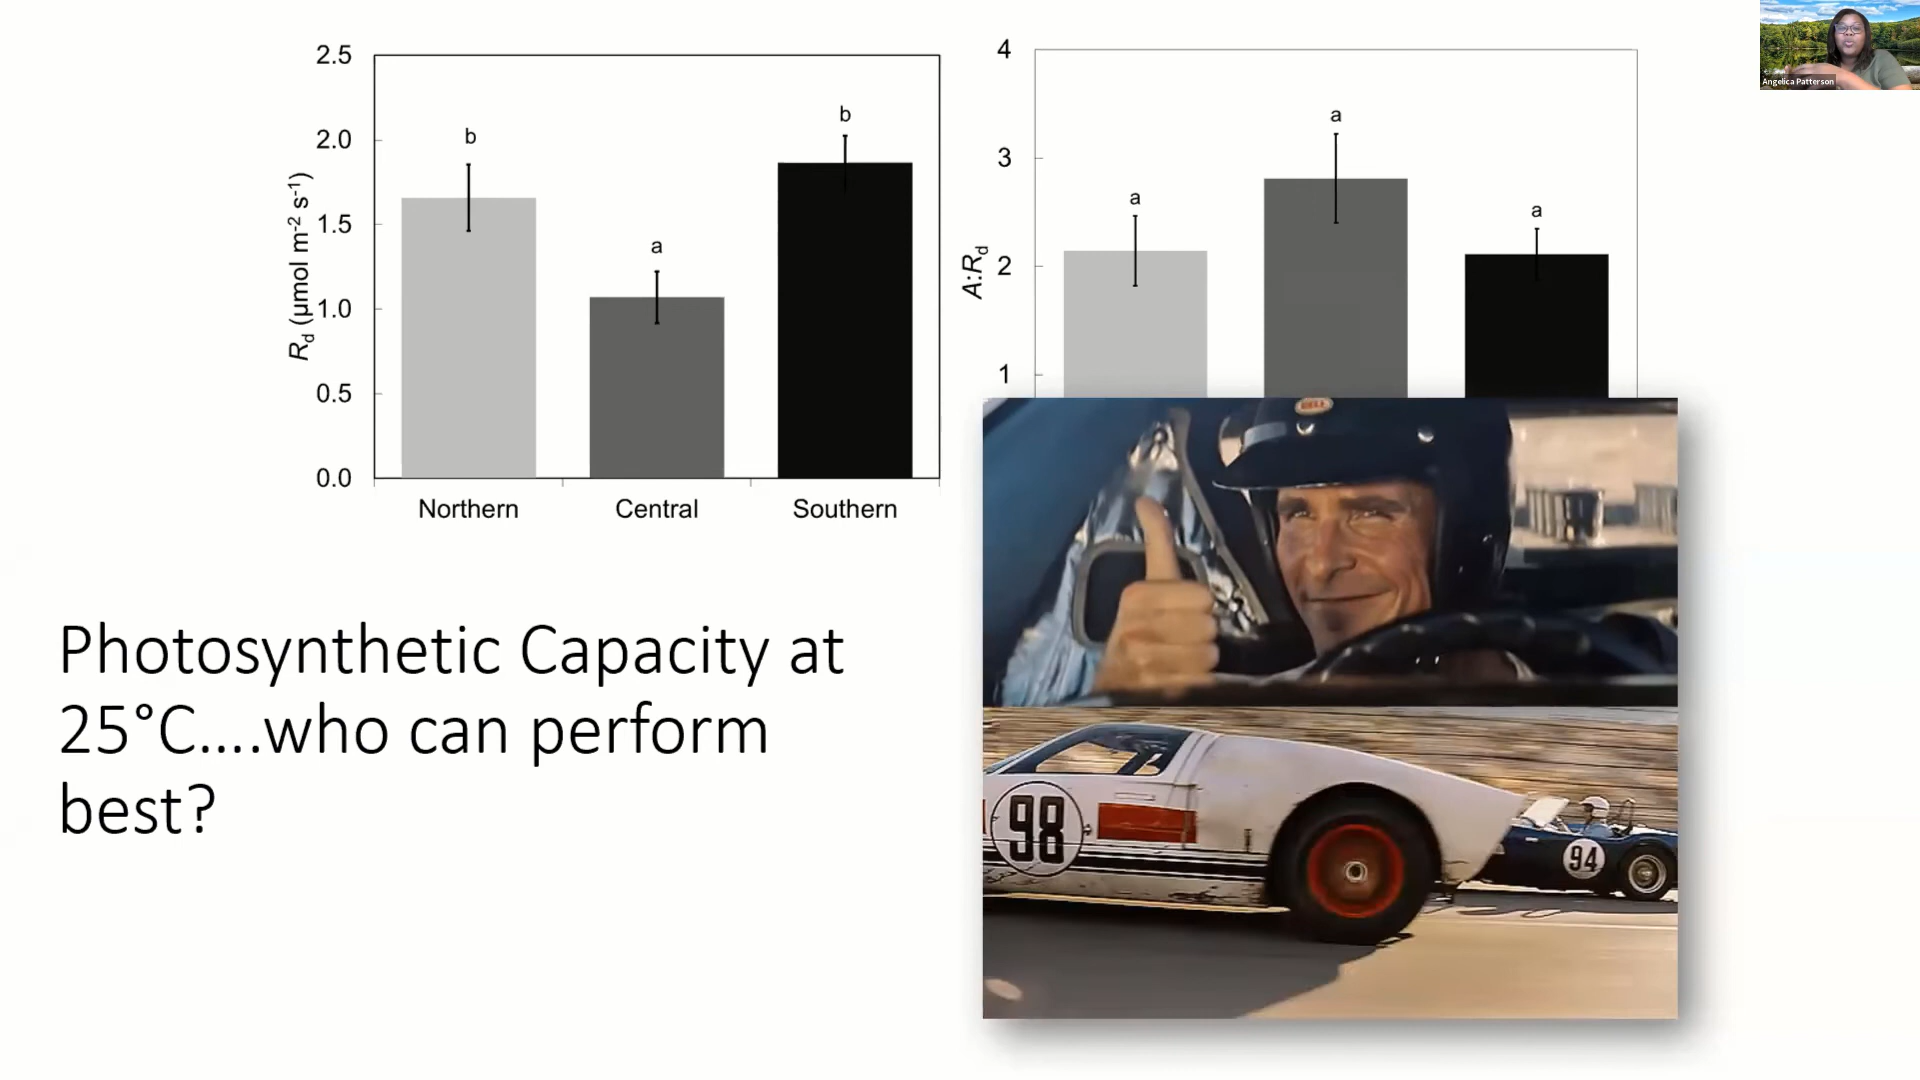 2.5
2.0
1.5
1.0
0.5
0.0
Rd (µmol m-2 s-1)
b
a
b
Northern
Central
Southern
4
3
2
1
A:Rd
a
a
a
Angelica Patterson
Photosynthetic Capacity at
25°C....who can perform
best?
BELL
98
94